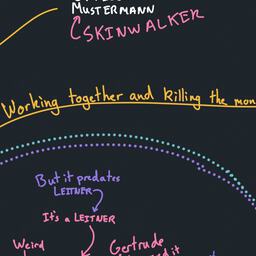 MUSTERMANN
SKINWALKER
Working together and killing the mon
But it predates
LEITNER
It's a LEITNER
Weird
Gertrude